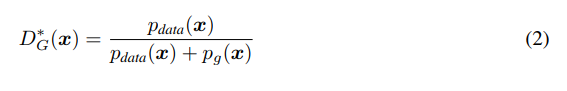 D*_G(x) = p_data(x) / (p_data(x) + p_g(x)) (2)